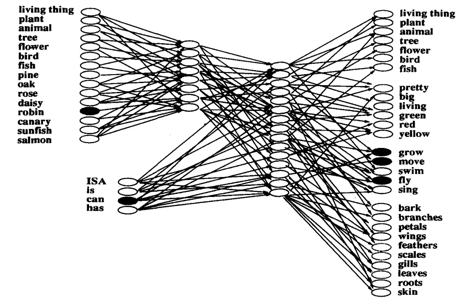 living thing
plant
animal
tree
flower
bird
fish
pine
oak
rose
daisy
robin
canary
sunfish
salmon
ISA
is
can
has
living thing
plant
animal
tree
flower
bird
fish
pretty
big
living
green
red
yellow
grow
move
swim
fly
sing
bark
branches
petals
wings
feathers
scales
gills
leaves
roots
skin